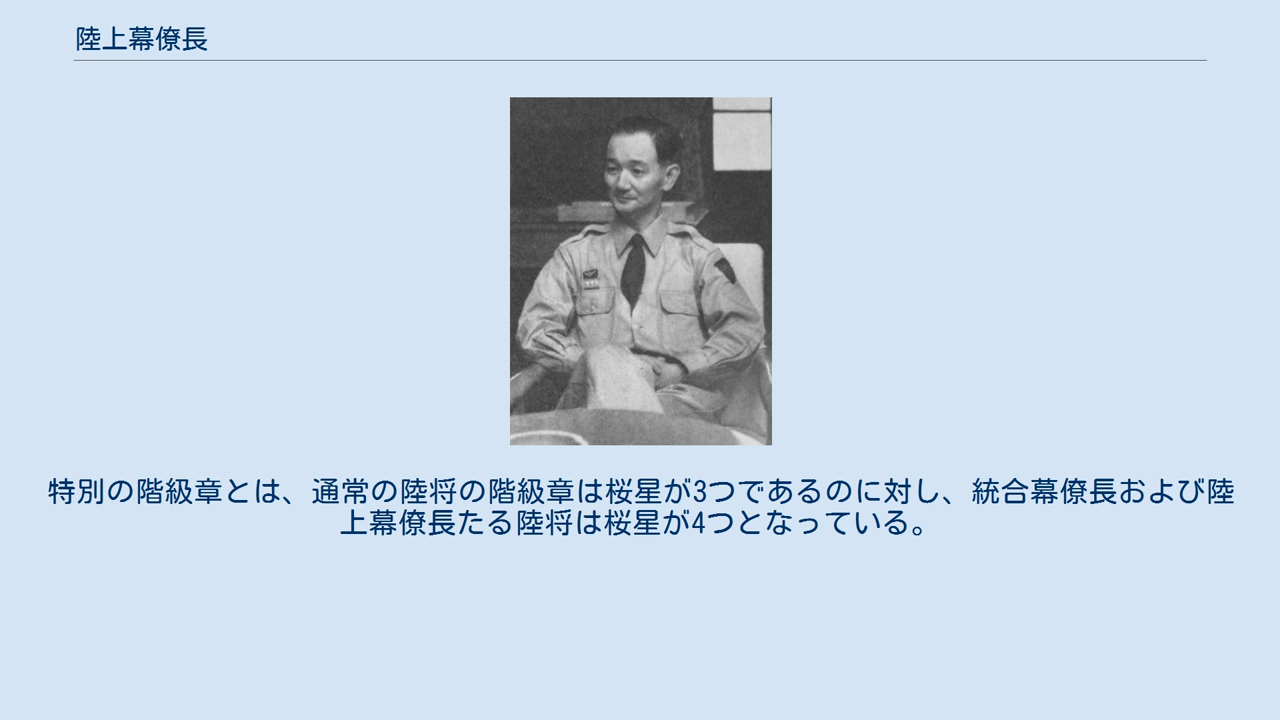 陸上幕僚長
特別の階級章とは、通常の陸将の階級章は桜星が3つであるのに対し、統合幕僚長および陸
上幕僚長たる陸将は桜星が4つとなっている。